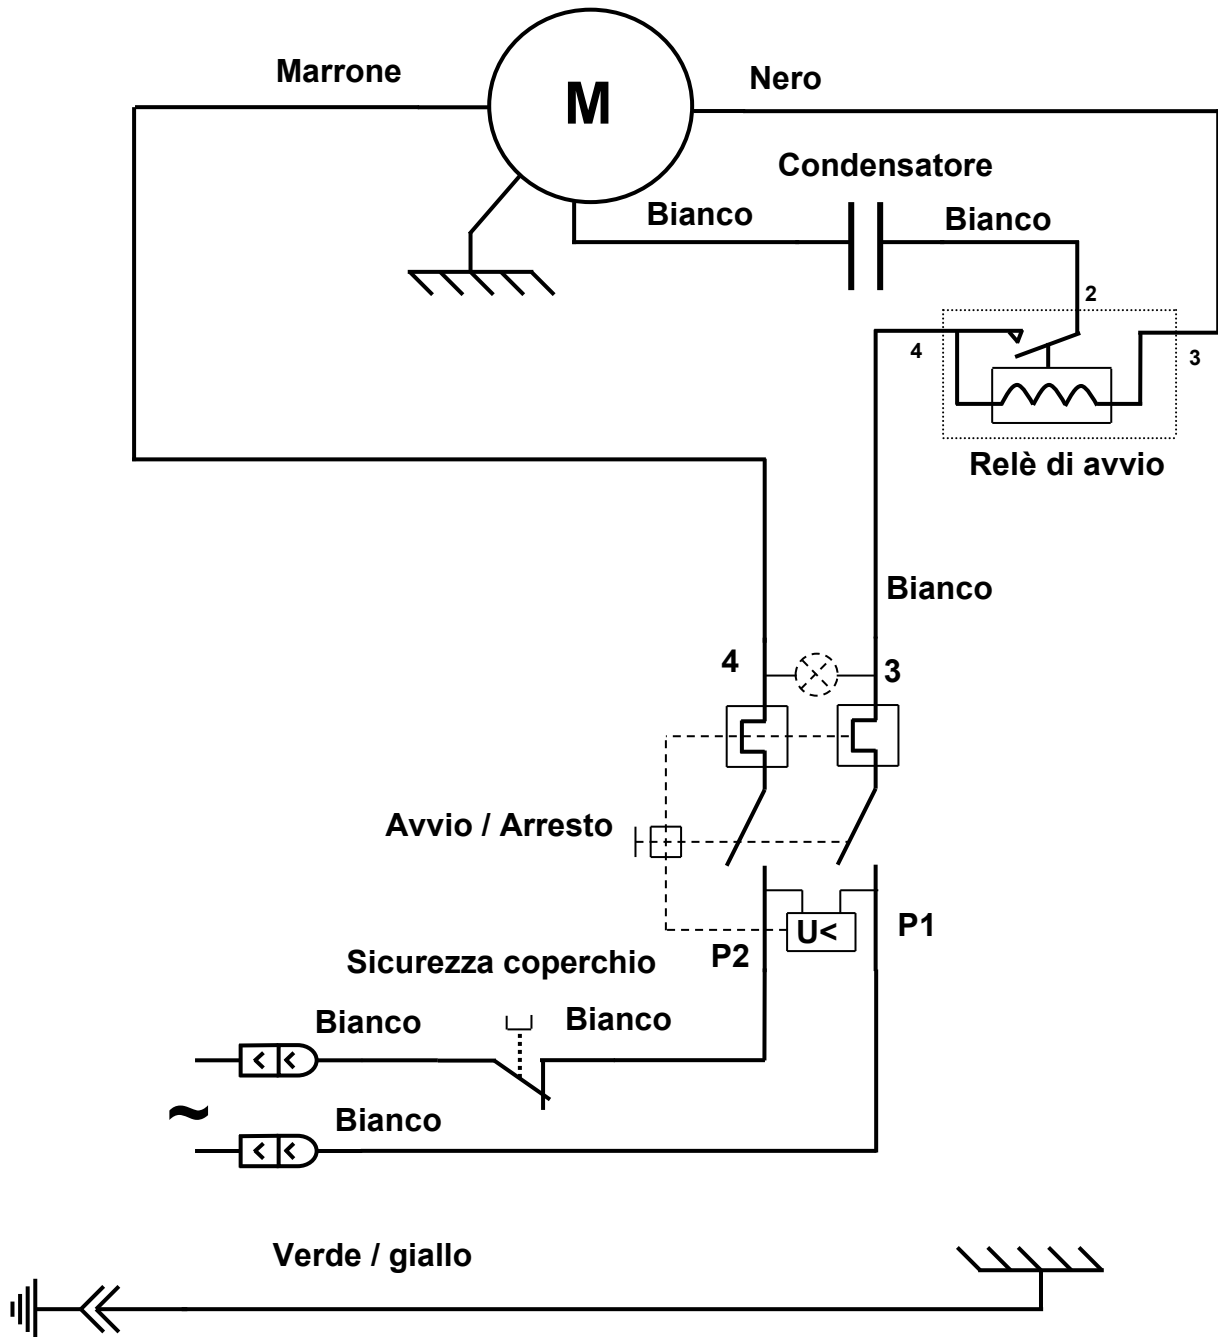 Marrone
M
Nero
Condensatore
Bianco
Bianco
2
4
3
Relè di avvio
Bianco
4
3
Avvio / Arresto
U<
P1
P2
Sicurezza coperchio
Bianco
Bianco
~
Bianco
Verde / giallo